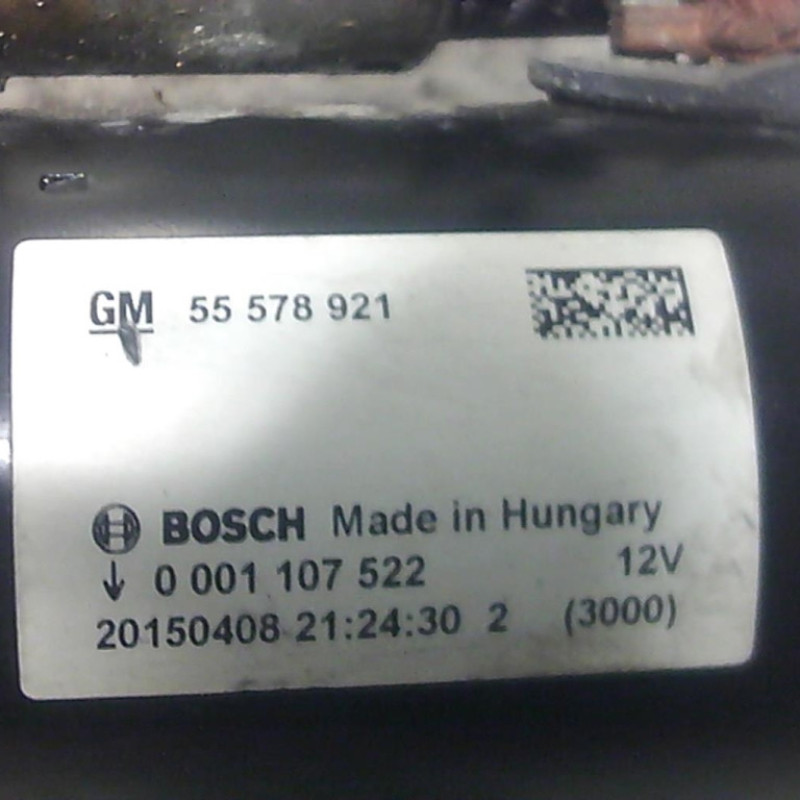 GM 55 578 921
BOSCH Made in Hungary
0 001 107 522 12V
20150408 21:24:30 2 (3000)